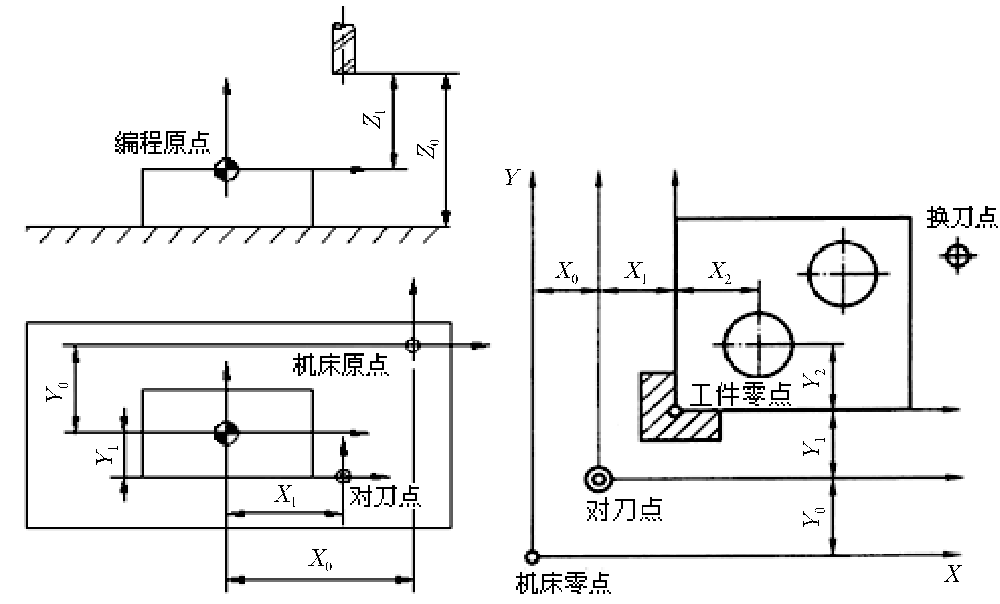 编程原点
Z1
Z0
机床原点
Y0
Y1
X1
对刀点
X0
Y
换刀点
X0 X1 X2
工件零点
Y2
Y1
对刀点
Y0
X
机床零点